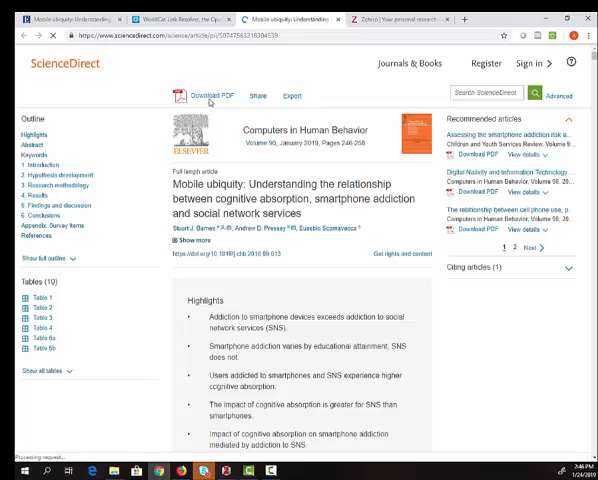 Mobile ubiquity: Understanding
WorldCat Link Resolver, the Ope
Mobile ubiquity: Understanding
Zotero | Your personal research
https://www.sciencedirect.com/science/article/pii/S0747563218304539
ScienceDirect
Journals & Books
Register
Sign in >
Download PDF
Share
Export
Search ScienceDirect
Advanced
Outline
Highlights
Abstract
Keywords
1 Introduction
2. Hypothesis development
3. Research methodology
4. Results
5. Findings and discussion
6. Conclusions
Appendix. Survey items
References
Show full outline
Tables (10)
Table 1
Table 2
Table 3
Table 4
Table 5a
Table 5b
Show all tables
Processing request...
ELSEVIER
Computers in Human Behavior
Volume 90, January 2019, Pages 246-258
Full length article
Mobile ubiquity: Understanding the relationship
between cognitive absorption, smartphone addiction
and social network services
Stuart J. Barnes, Andrew D. Pressey, Eusebio Scornavacca
Show more
https://doi.org/10.1016/j.chb.2018.09.013
Get rights and content
Highlights
• Addiction to smartphone devices exceeds addiction to social
network services (SNS).
• Smartphone addiction varies by educational attainment, SNS
does not.
• Users addicted to smartphones and SNS experience higher
cognitive absorption.
• The impact of cognitive absorption is greater for SNS than
smartphones.
• Impact of cognitive absorption on smartphone addiction
mediated by addiction to SNS.
Recommended articles
Assessing the smartphone addiction risk a...
Children and Youth Services Review, Volume 9...
Download PDF
View details
Digital Nativity and Information Technology ...
Computers in Human Behavior, Volume 90, Jan...
Download PDF
View details
The relationship between cell phone use, p...
Computers in Human Behavior, Volume
Download PDF
View details
1 2 Next >
Citing articles (1)
2:46 PM
1/24/2019